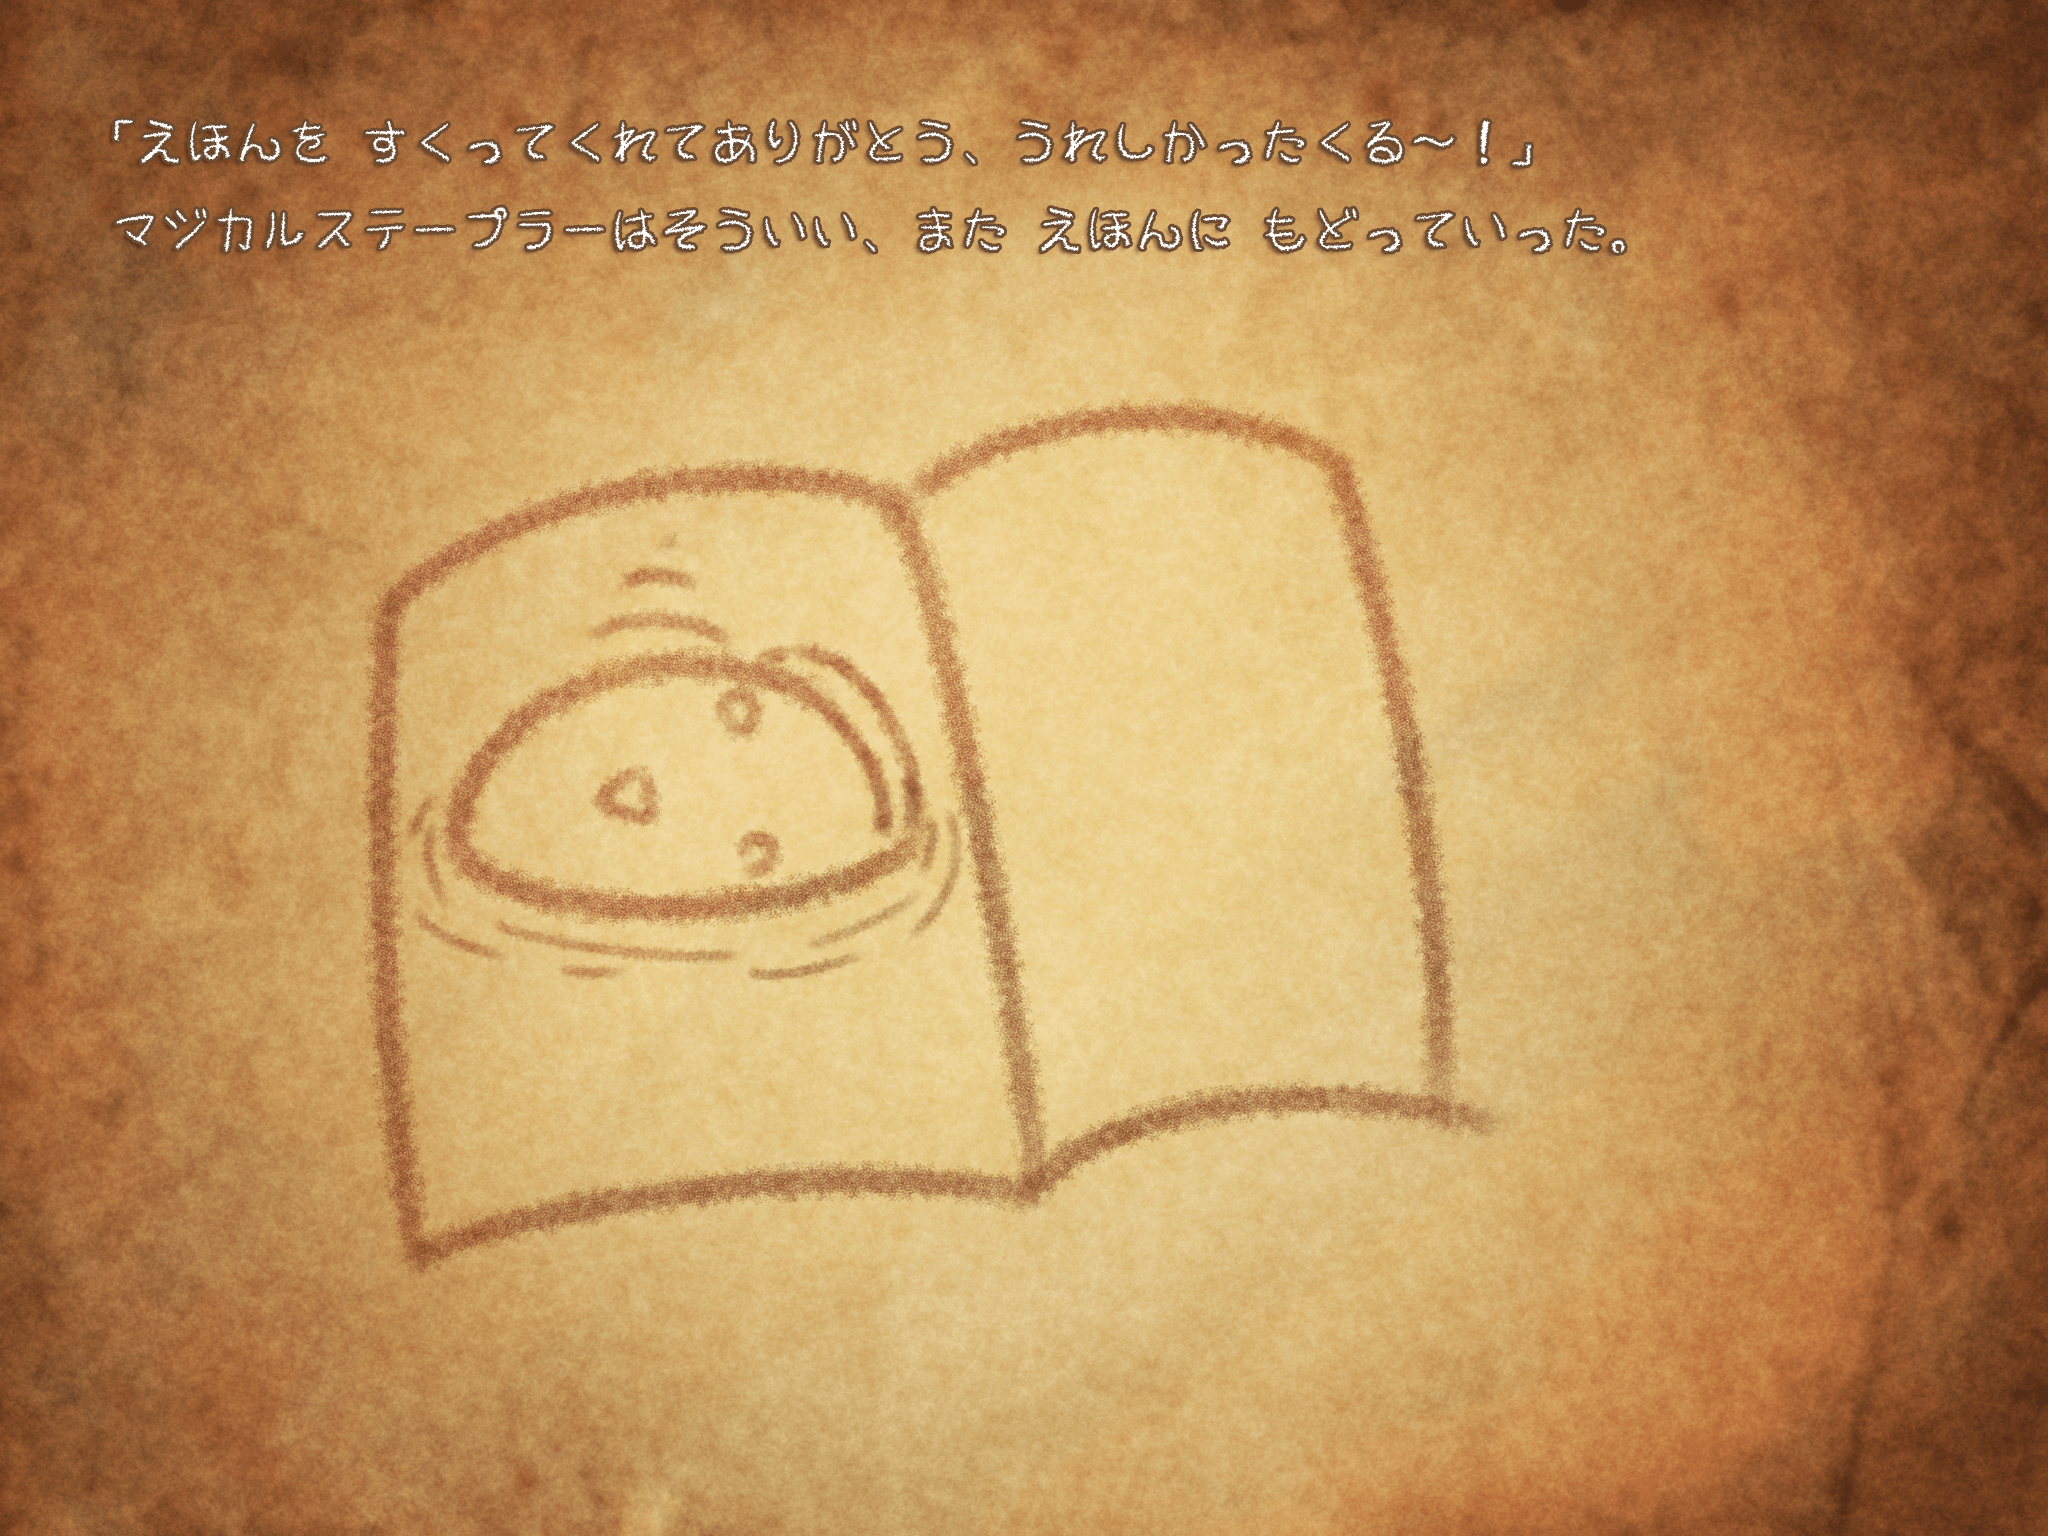 「えほんを すくってくれてありがとう、うれしかったくる〜！」
マジカルステープラーはそういい、また えほんに もどっていった。